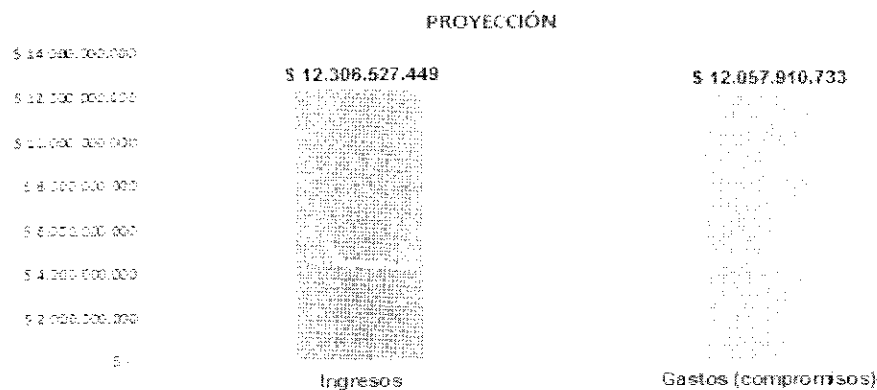 PROYECCIÓN
$ 14.000.000.000
$ 12.306.527.449 $ 12.057.910.733
$ 12.000.000.000
$ 10.000.000.000
$ 8.000.000.000
$ 6.000.000.000
$ 4.000.000.000
$ 2.000.000.000
$ -
Ingresos Gastos (compromisos)